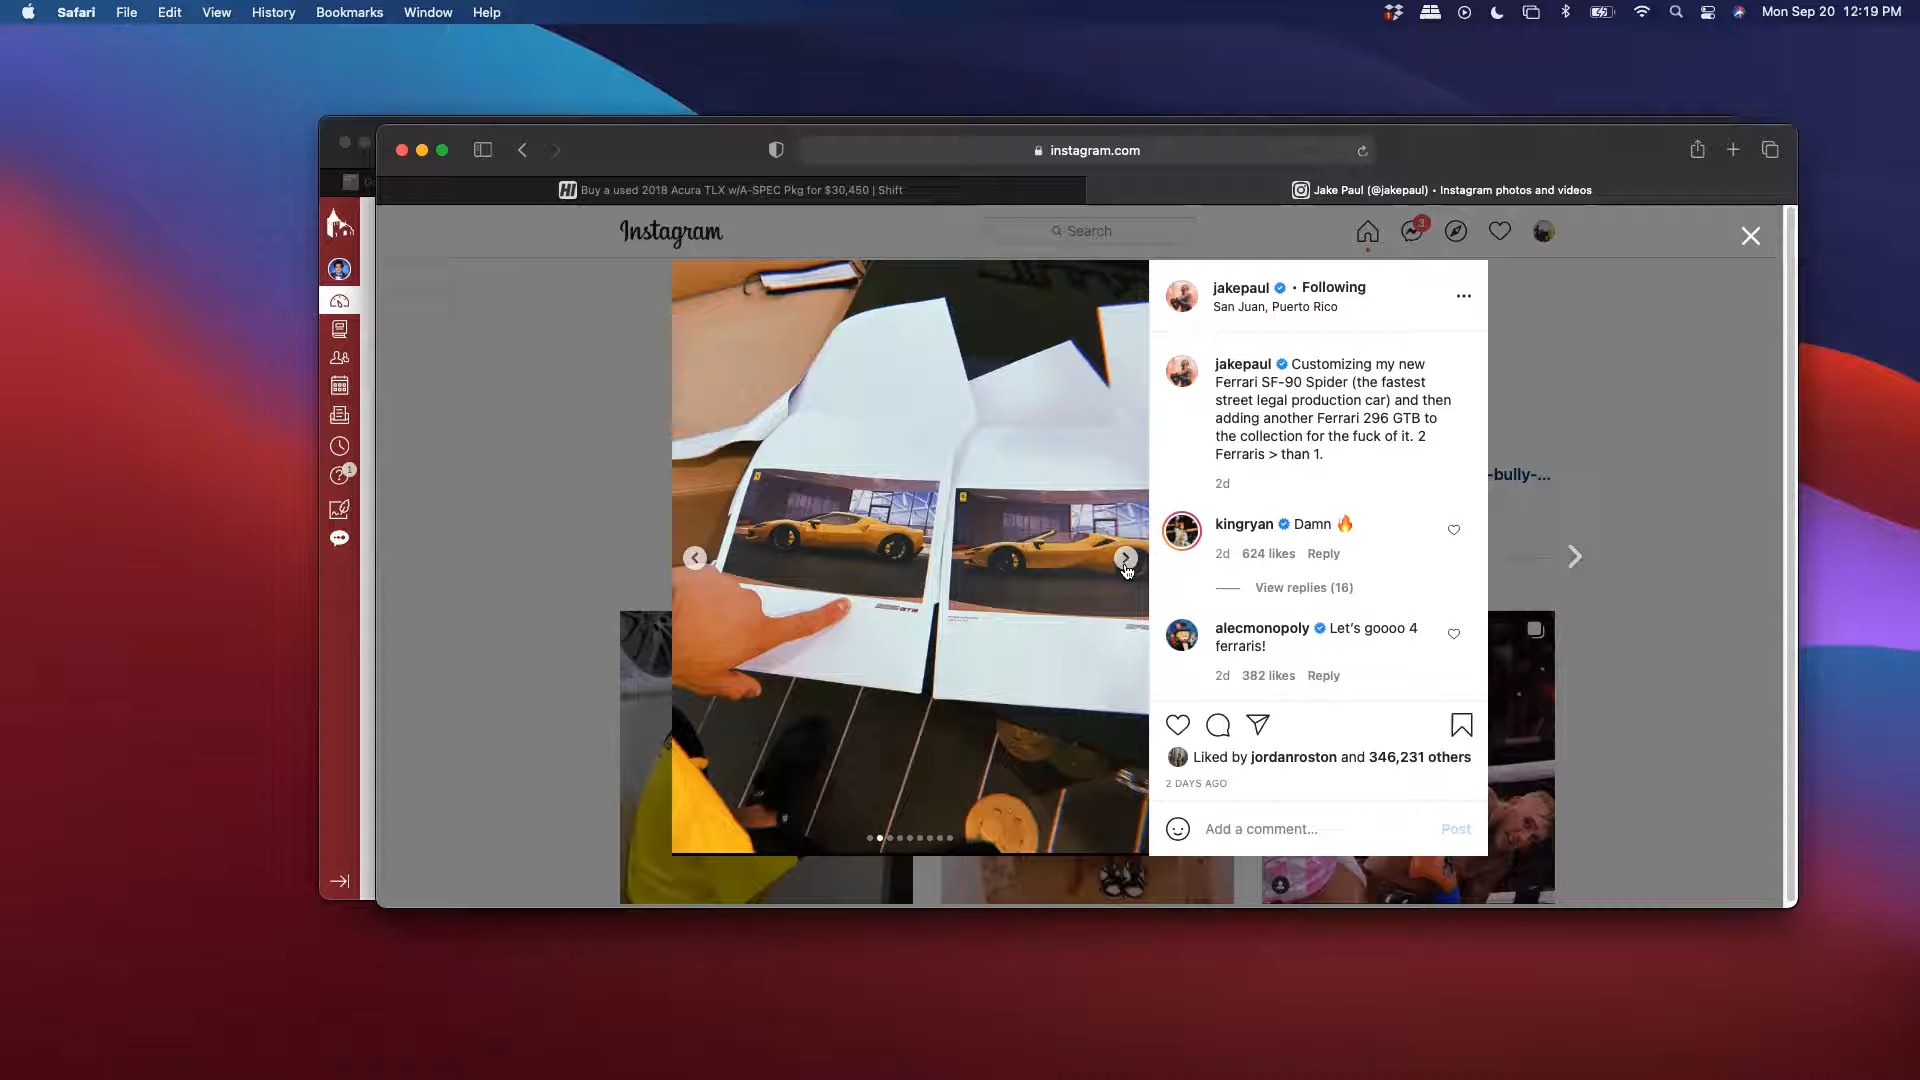 Safari File Edit View History Bookmarks Window Help
Mon Sep 20 12:19 PM
instagram.com
Buy a used 2018 Acura TLX w/A-SPEC Pkg for $30,450 | Shift
Jake Paul (@jakepaul) • Instagram photos and videos
Instagram
Search
3
jakepaul • Following
San Juan, Puerto Rico
jakepaul Customizing my new
Ferrari SF-90 Spider (the fastest
street legal production car) and then
adding another Ferrari 296 GTB to
the collection for the fuck of it. 2
Ferraris > than 1.
2d
-bully-...
kingryan Damn 🔥
2d 624 likes Reply
View replies (16)
alecmonopoly Let's goooo 4
ferraris!
2d 382 likes Reply
Liked by jordanroston and 346,231 others
2 DAYS AGO
Add a comment... Post
1